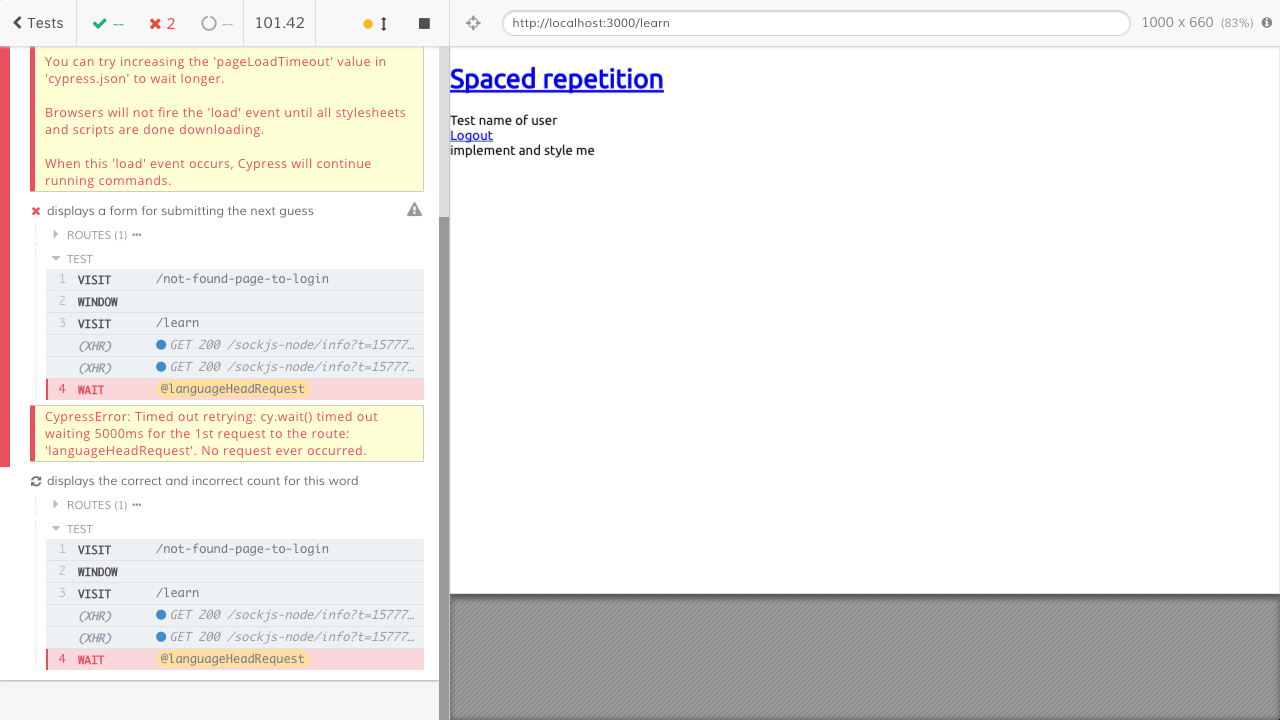 Tests
--
2
--
101.42
http://localhost:3000/learn
1000 x 660 (83%)
You can try increasing the 'pageLoadTimeout' value in
'cypress.json' to wait longer.
Browsers will not fire the 'load' event until all stylesheets
and scripts are done downloading.
When this 'load' event occurs, Cypress will continue
running commands.
displays a form for submitting the next guess
ROUTES (1) •••
TEST
1 VISIT /not-found-page-to-login
2 WINDOW
3 VISIT /learn
(XHR) GET 200 /sockjs-node/info?t=15777…
(XHR) GET 200 /sockjs-node/info?t=15777…
4 WAIT @languageHeadRequest
CypressError: Timed out retrying: cy.wait() timed out
waiting 5000ms for the 1st request to the route:
'languageHeadRequest'. No request ever occurred.
displays the correct and incorrect count for this word
ROUTES (1) •••
TEST
1 VISIT /not-found-page-to-login
2 WINDOW
3 VISIT /learn
(XHR) GET 200 /sockjs-node/info?t=15777…
(XHR) GET 200 /sockjs-node/info?t=15777…
4 WAIT @languageHeadRequest
Spaced repetition
Test name of user
Logout
implement and style me